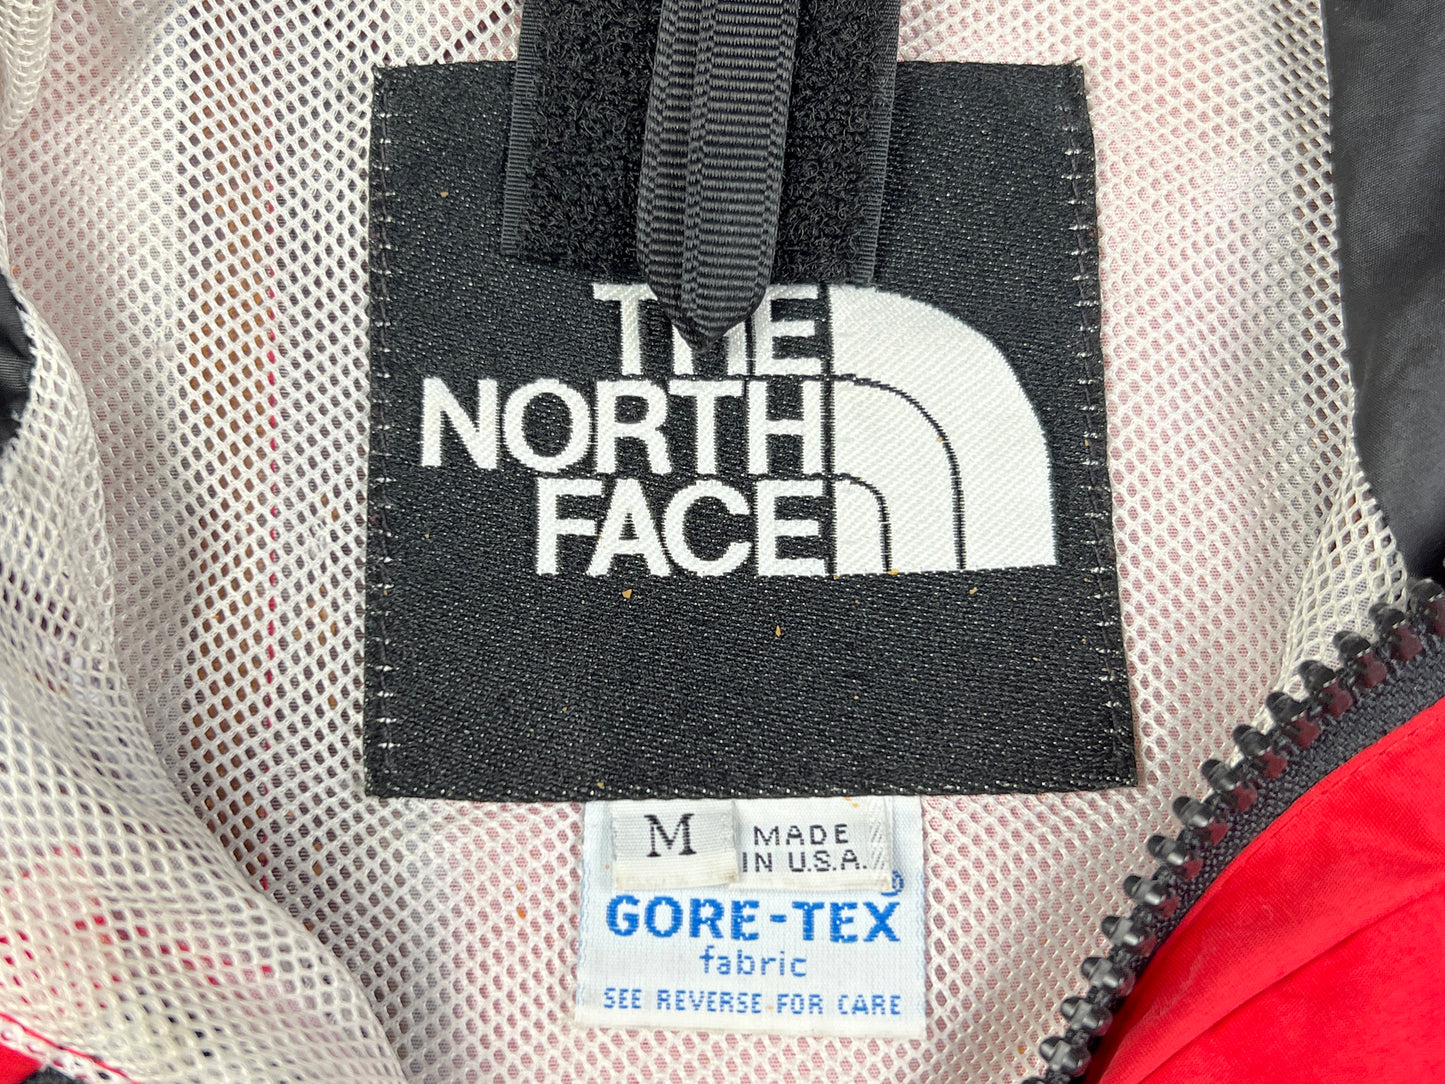 THE
NORTH
FACE
M
MADE
IN U.S.A.
GORE-TEX®
fabric
SEE REVERSE FOR CARE